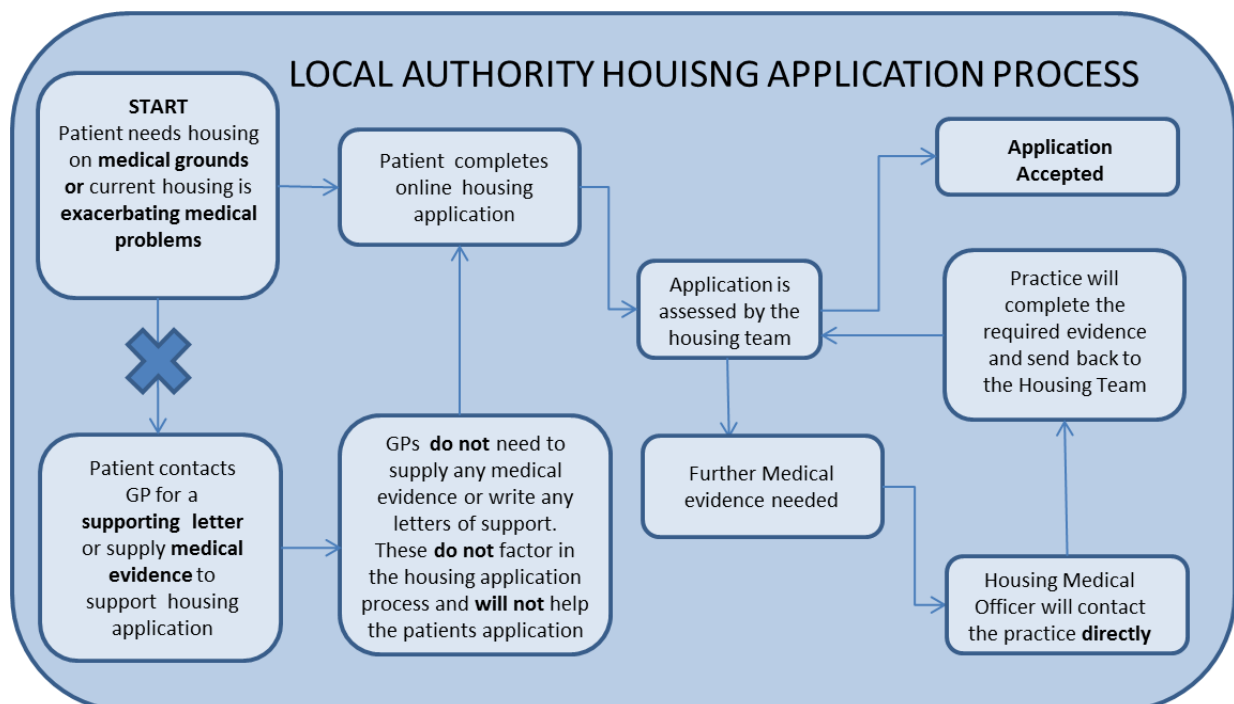 LOCAL AUTHORITY HOUISNG APPLICATION PROCESS
START
Patient needs housing
on medical grounds
or current housing is
exacerbating medical
problems
Patient completes
online housing
application
Application
Accepted
Application is
assessed by the
housing team
Practice will
complete the
required evidence
and send back to
the Housing Team
Patient contacts
GP for a
supporting letter
or supply medical
evidence to
support housing
application
GPs do not need to
supply any medical
evidence or write any
letters of support.
These do not factor in
the housing application
process and will not help
the patients application
Further Medical
evidence needed
Housing Medical
Officer will contact
the practice directly